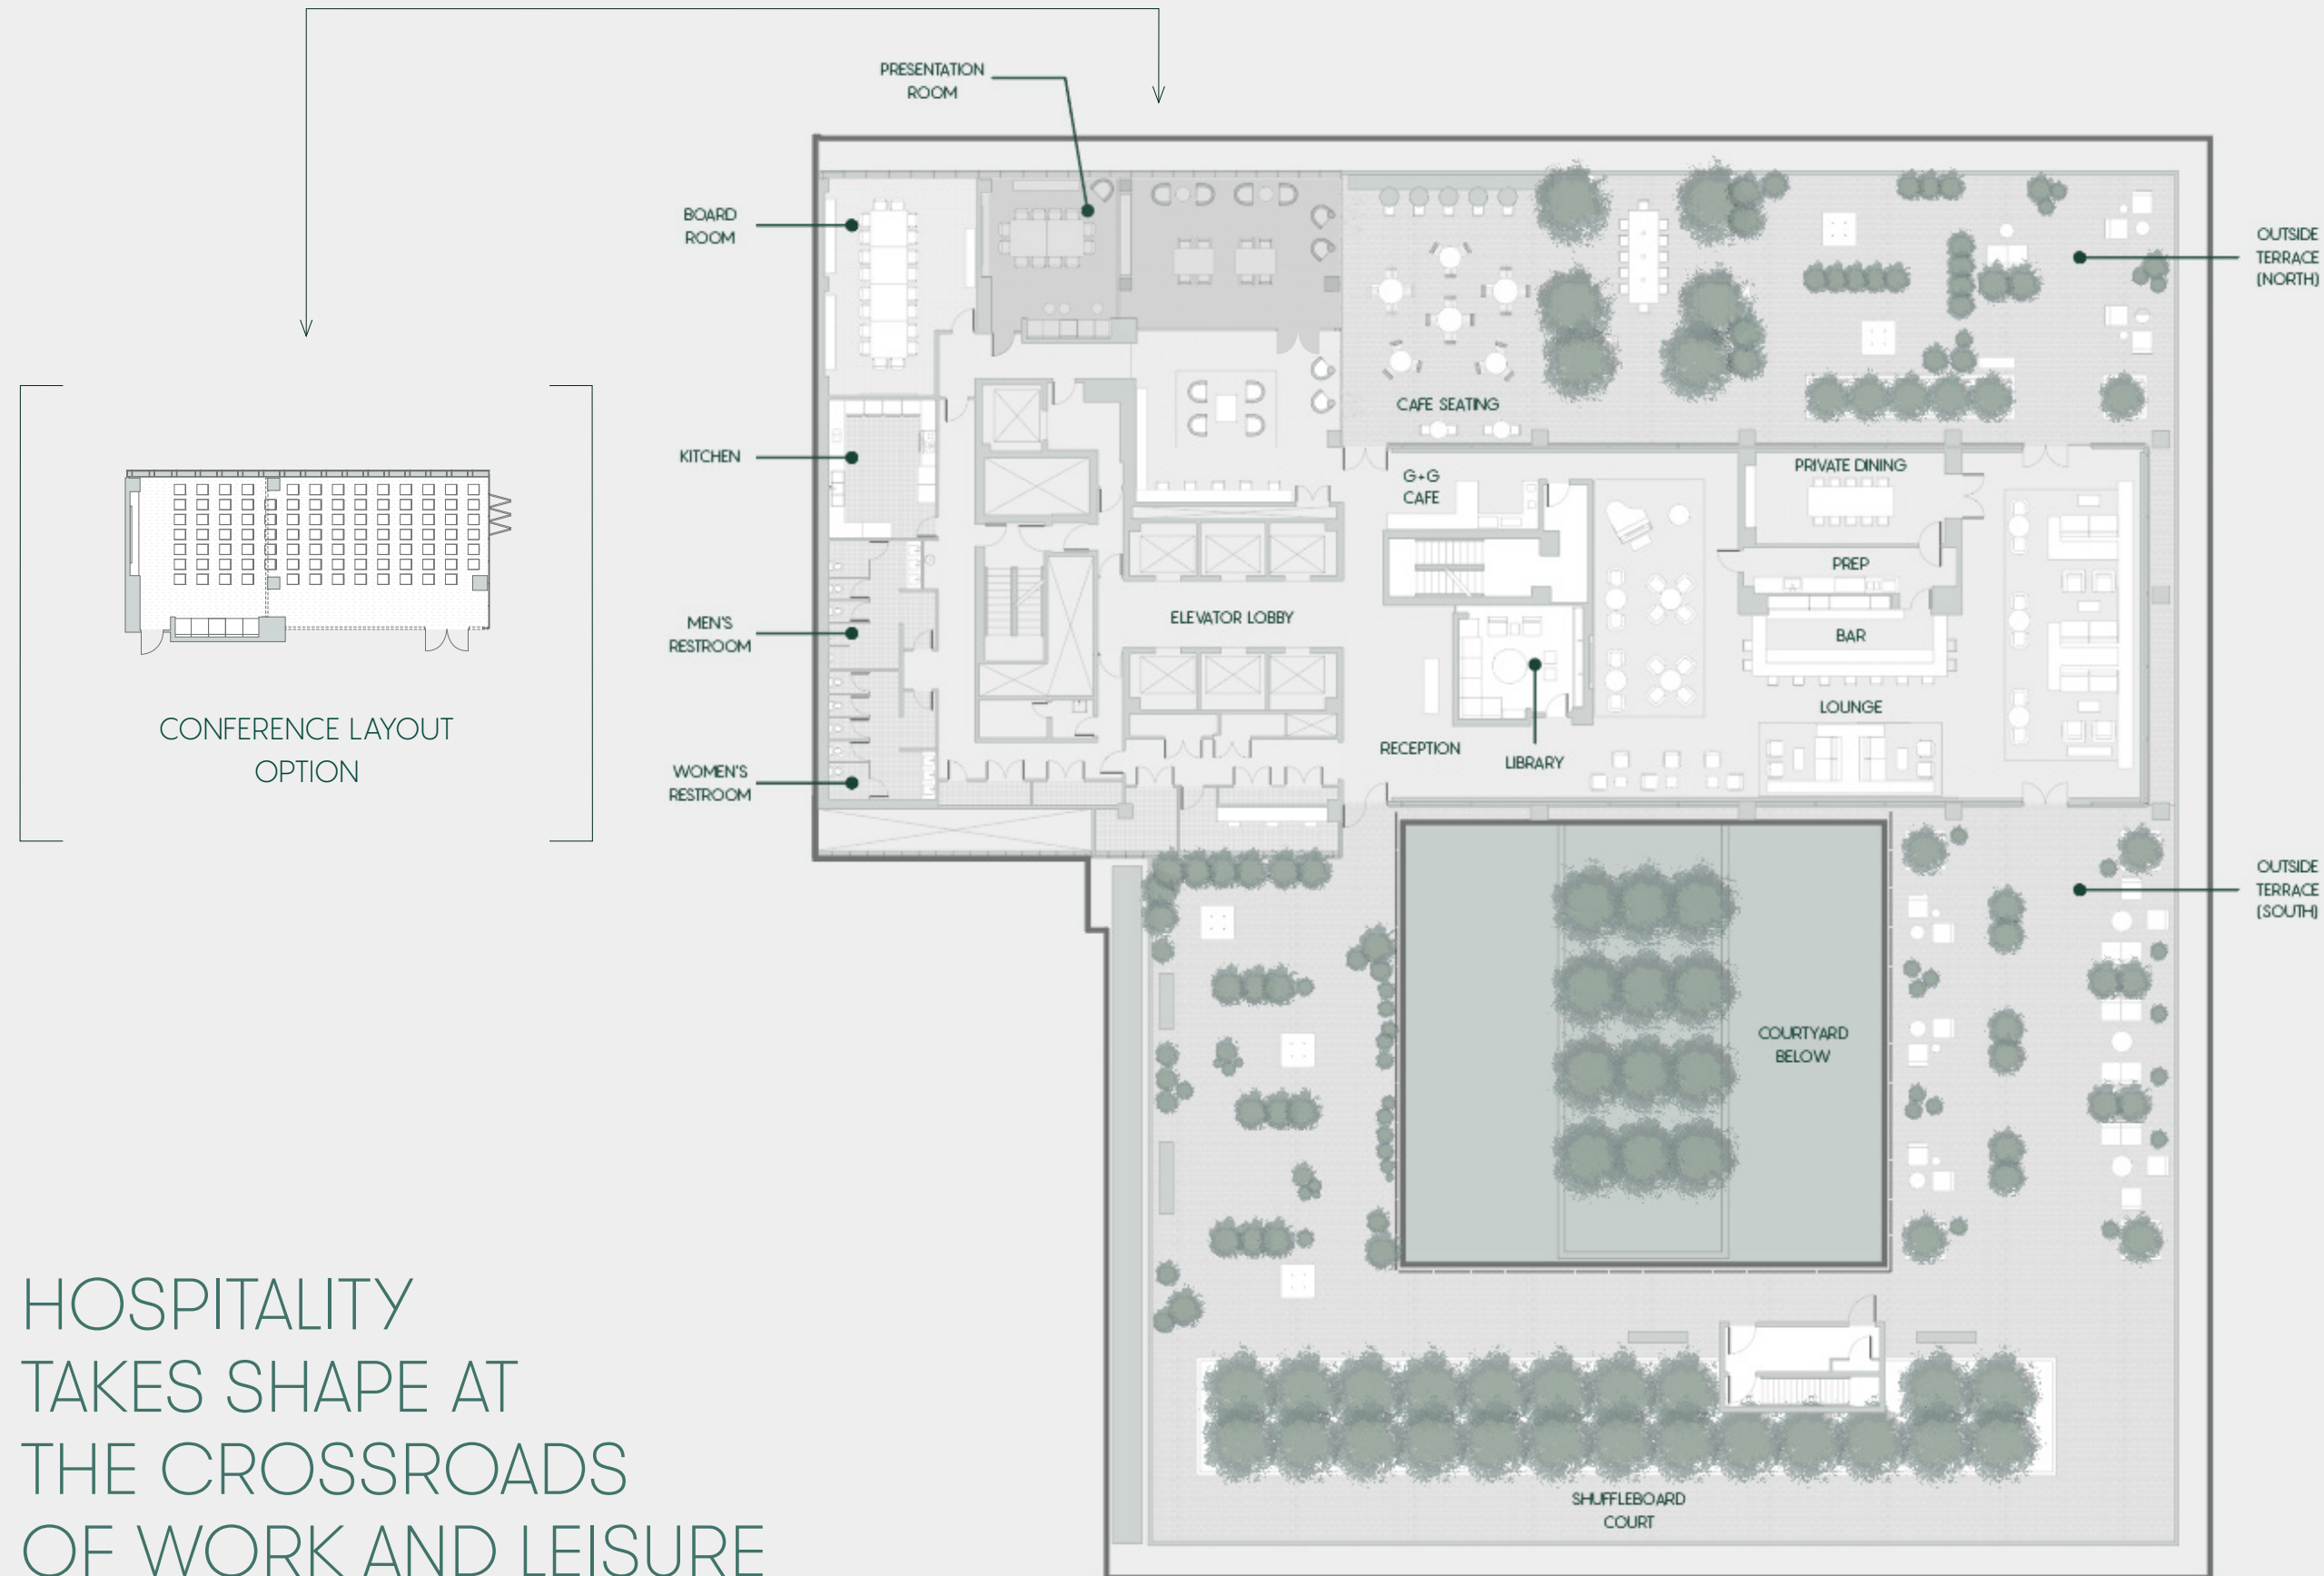 PRESENTATION
ROOM
BOARD
ROOM
OUTSIDE
TERRACE
(NORTH)
CAFE SEATING
KITCHEN
G+G
CAFE
PRIVATE DINING
PREP
BAR
ELEVATOR LOBBY
MEN'S
RESTROOM
LOUNGE
RECEPTION
LIBRARY
WOMEN'S
RESTROOM
CONFERENCE LAYOUT
OPTION
OUTSIDE
TERRACE
(SOUTH)
COURTYARD
BELOW
SHUFFLEBOARD
COURT
HOSPITALITY
TAKES SHAPE AT
THE CROSSROADS
OF WORK AND LEISURE